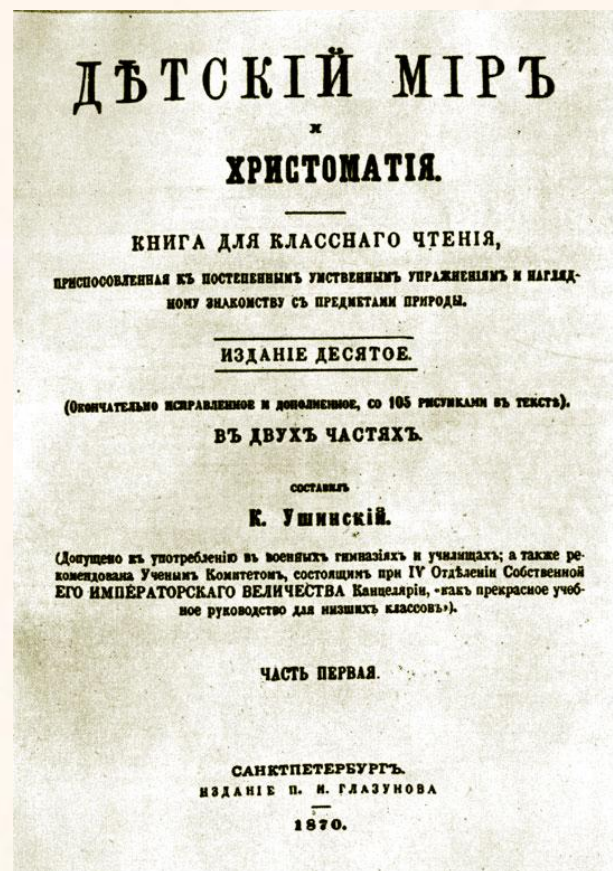 ДѢТСКІЙ МІРЪ
и
ХРИСТОМАТІЯ.
КНИГА ДЛЯ КЛАССНАГО ЧТЕНІЯ,
ПРИСПОСОБЛЕННАЯ КЪ ПОСТЕПЕННЫМЪ УМСТВЕННЫМЪ УПРАЖНЕНІЯМЪ И НАГЛЯД-
НОМУ ЗНАКОМСТВУ СЪ ПРЕДМЕТАМИ ПРИРОДЫ.
ИЗДАНІЕ ДЕСЯТОЕ.
(Окончательно исправленное и дополненное, со 105 рисунками въ текстѣ).
ВЪ ДВУХЪ ЧАСТЯХЪ.
СОСТАВИЛЪ
К. Ушинскій.
(Допущено къ употребленію въ военныхъ гимназіяхъ и училищахъ; а также ре-
комендована Ученымъ Комитетомъ, состоящимъ при IV Отдѣленіи Собственной
ЕГО ИМПЕРАТОРСКАГО ВЕЛИЧЕСТВА Канцеляріи, «какъ прекрасное учеб-
ное руководство для низшихъ классовъ»).
ЧАСТЬ ПЕРВАЯ.
САНКТПЕТЕРБУРГЪ.
ИЗДАНІЕ П. И. ГЛАЗУНОВА
1870.